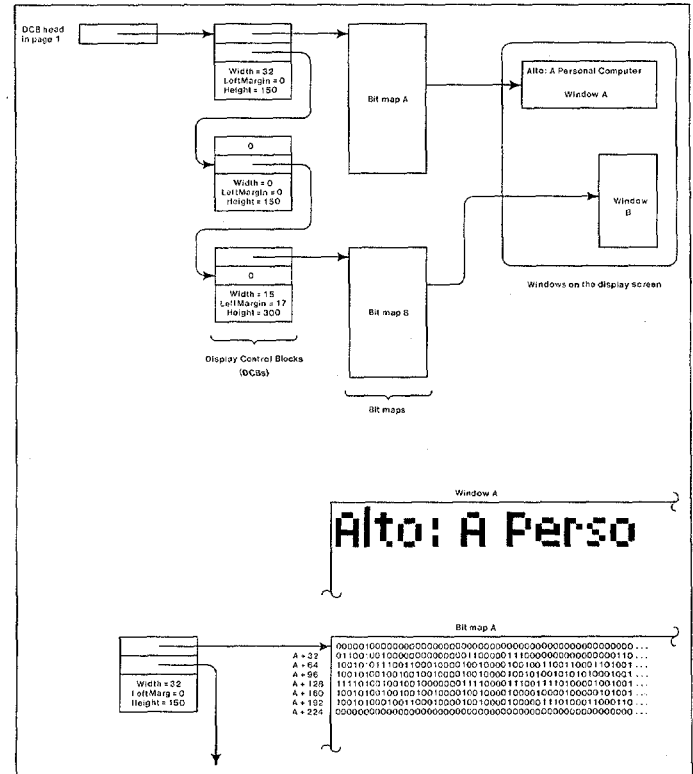 DCB head
in page 1
Width = 32
LeftMargin = 0
Height = 150
0
Width = 0
LeftMargin = 0
Height = 150
0
Width = 15
LeftMargin = 17
Height = 300
Display Control Blocks
(DCBs)
Bit map A
Bit map B
Bit maps
Alto: A Personal Computer
Window A
Window
B
Windows on the display screen
Window A
Alto: A Perso
Bit map A
Width = 32
LeftMarg = 0
Height = 150
A + 32
A + 64
A + 96
A + 128
A + 160
A + 192
A + 224